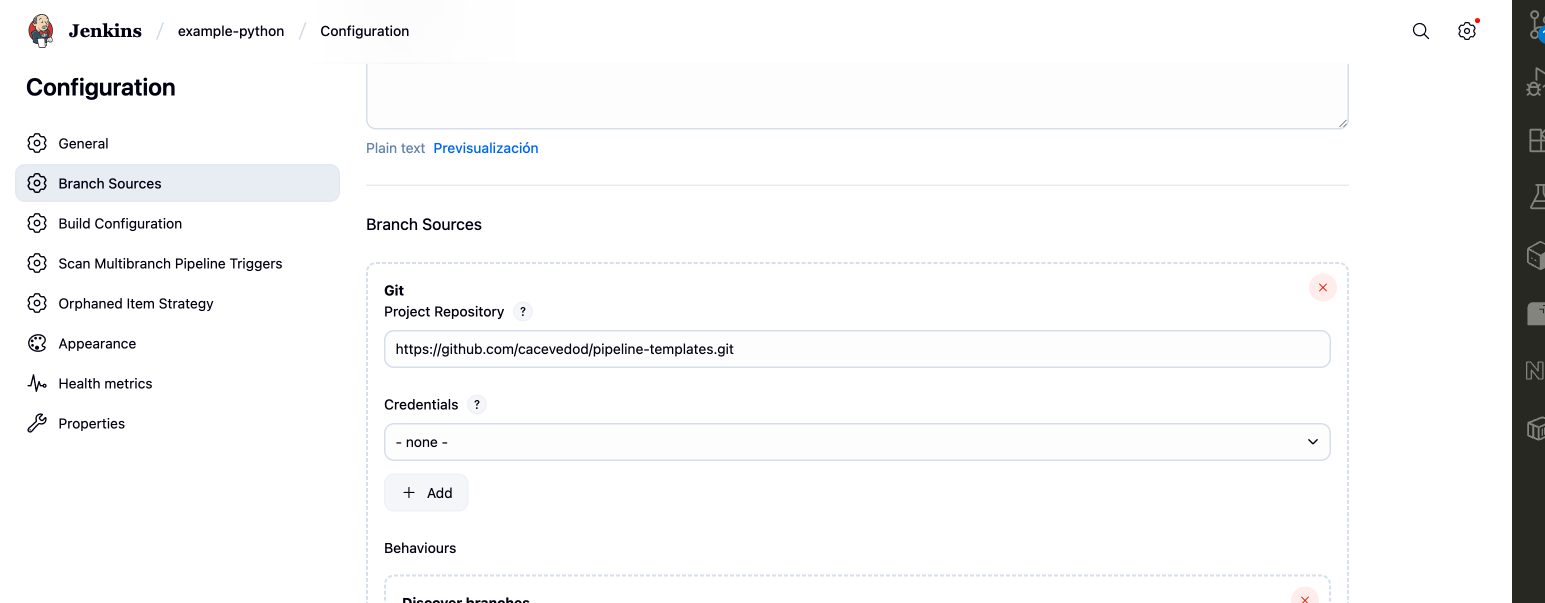 Jenkins / example-python / Configuration
Configuration
General
Branch Sources
Build Configuration
Scan Multibranch Pipeline Triggers
Orphaned Item Strategy
Appearance
Health metrics
Properties
Plain text Previsualización
Branch Sources
Git
Project Repository ?
https://github.com/cacevedod/pipeline-templates.git
Credentials ?
- none -
+ Add
Behaviours
Discover branches